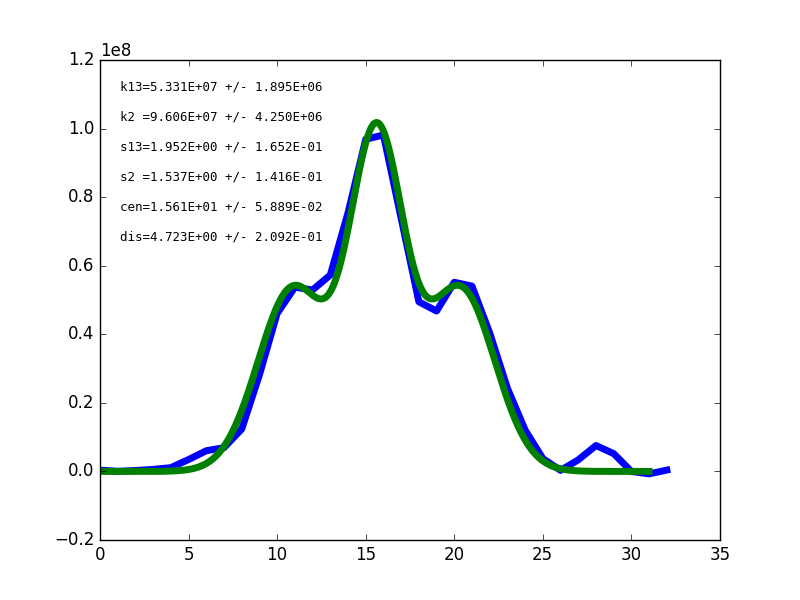 1e8
1.2
k13=5.331E+07 +/- 1.895E+06
k2 =9.606E+07 +/- 4.250E+06
1.0
s13=1.952E+00 +/- 1.652E-01
s2 =1.537E+00 +/- 1.416E-01
0.8
cen=1.561E+01 +/- 5.889E-02
dis=4.723E+00 +/- 2.092E-01
0.6
0.4
0.2
0.0
−0.2
0 5 10 15 20 25 30 35